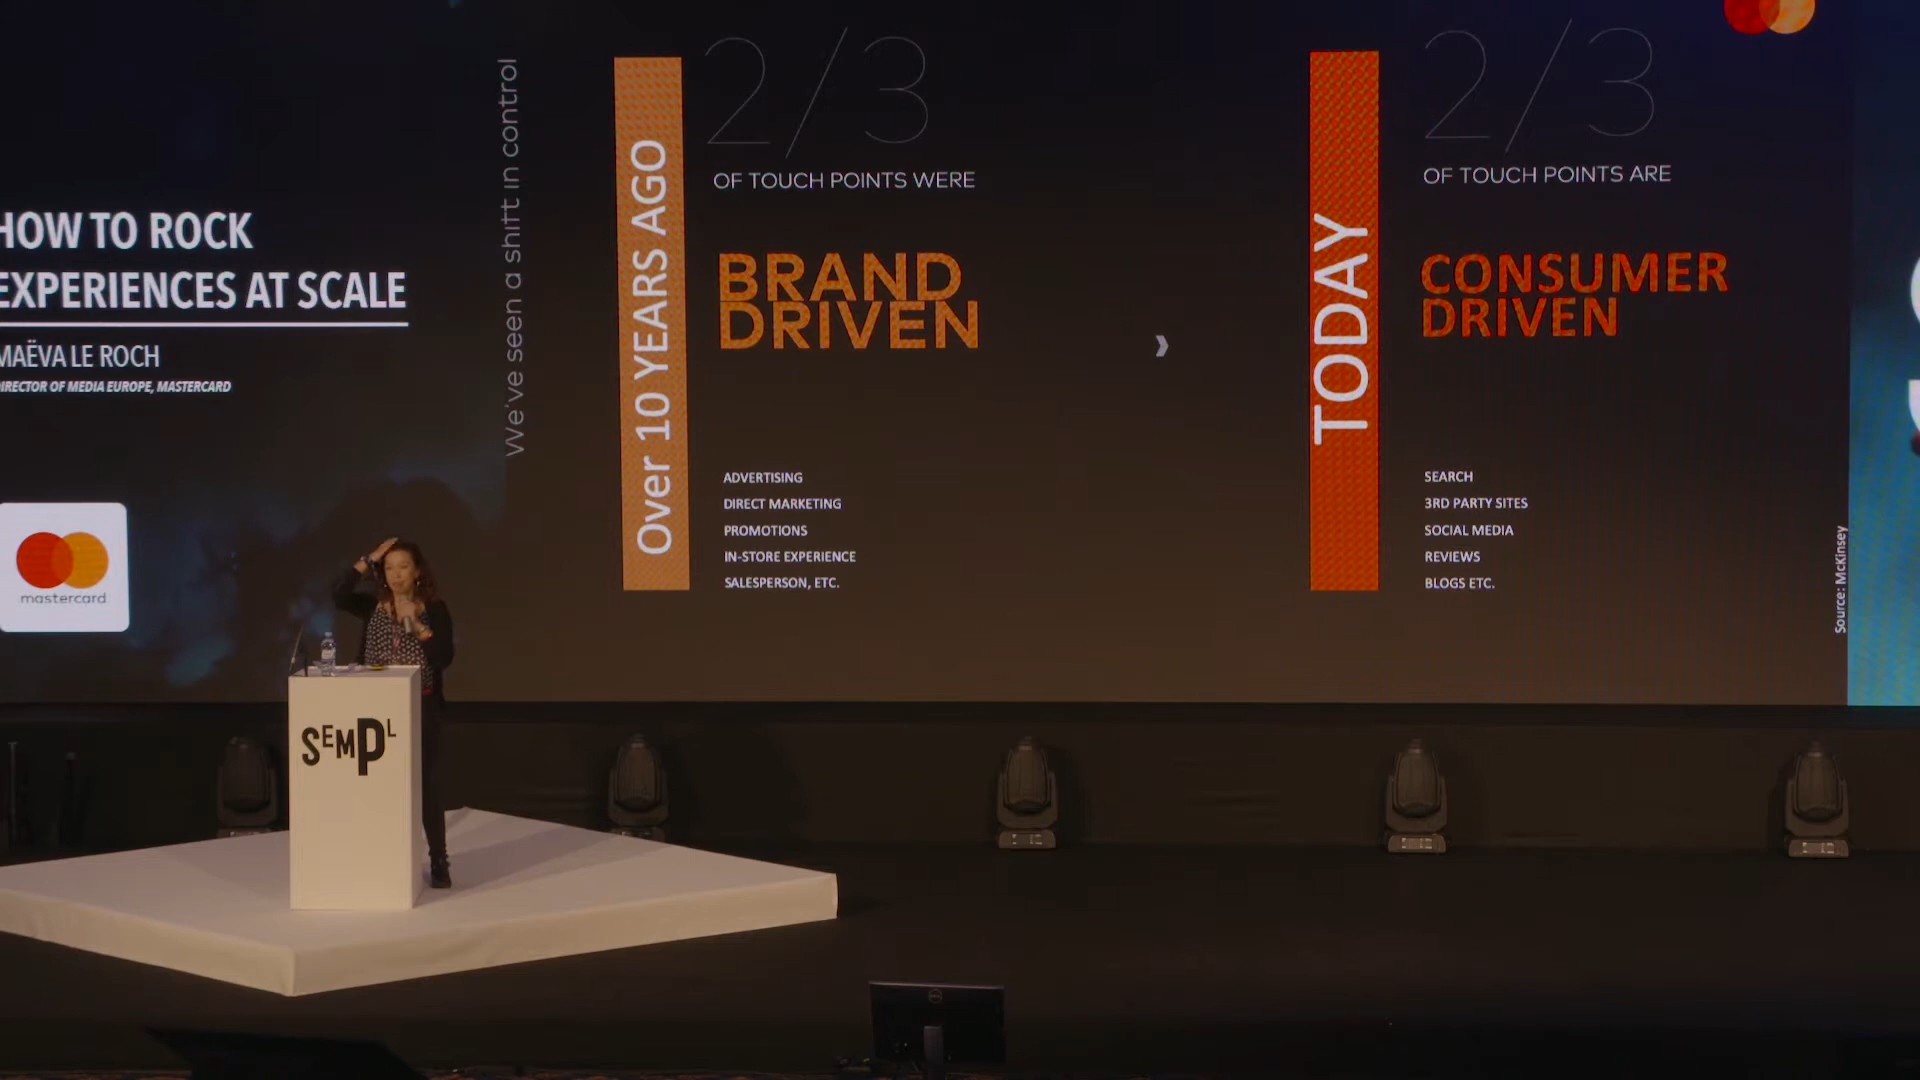 HOW TO ROCK
EXPERIENCES AT SCALE
MAËVA LE ROCH
DIRECTOR OF MEDIA EUROPE, MASTERCARD
mastercard
We've seen a shift in control
Over 10 YEARS AGO
2/3
OF TOUCH POINTS WERE
BRAND
DRIVEN
ADVERTISING
DIRECT MARKETING
PROMOTIONS
IN-STORE EXPERIENCE
SALESPERSON, ETC.
TODAY
2/3
OF TOUCH POINTS ARE
CONSUMER
DRIVEN
SEARCH
3RD PARTY SITES
SOCIAL MEDIA
REVIEWS
BLOGS ETC.
Source: McKinsey
SEMPL
DELL